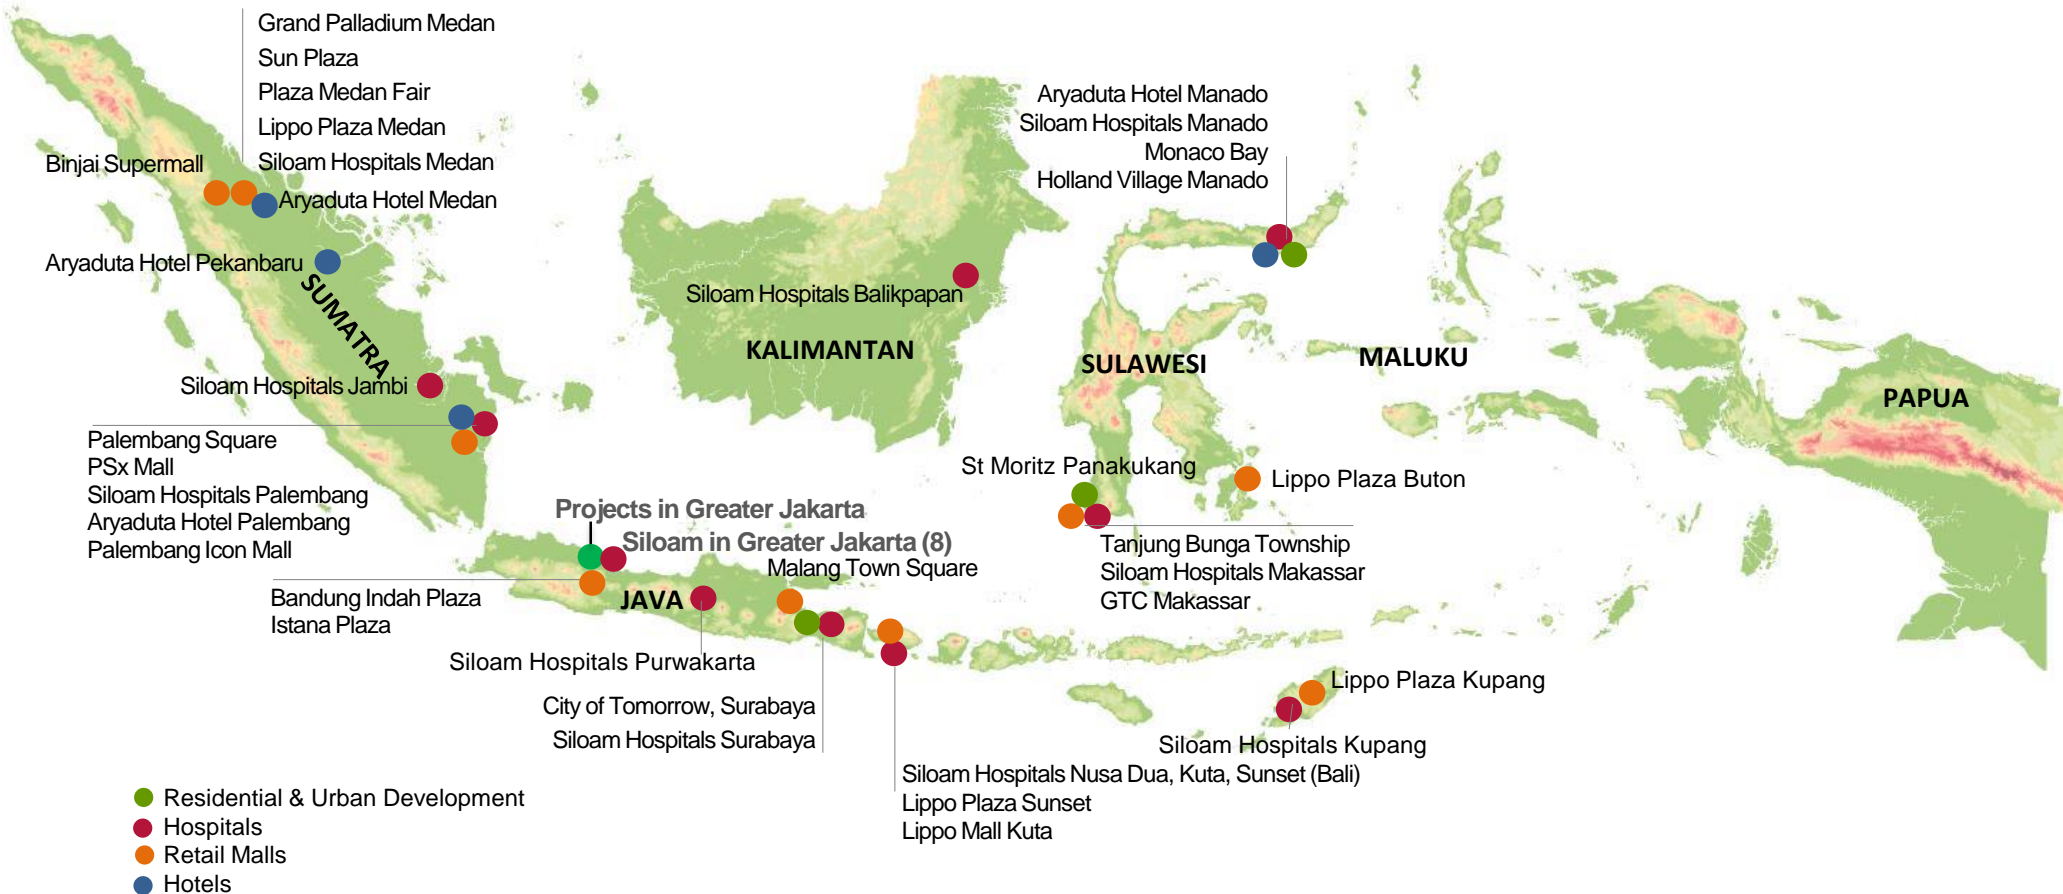 Grand Palladium Medan
Sun Plaza
Plaza Medan Fair
Lippo Plaza Medan
Siloam Hospitals Medan
Binjai Supermall
Aryaduta Hotel Medan
Aryaduta Hotel Pekanbaru
SUMATRA
Siloam Hospitals Jambi
Palembang Square
PSx Mall
Siloam Hospitals Palembang
Aryaduta Hotel Palembang
Palembang Icon Mall
Siloam Hospitals Balikpapan
KALIMANTAN
Aryaduta Hotel Manado
Siloam Hospitals Manado
Monaco Bay
Holland Village Manado
SULAWESI
MALUKU
PAPUA
St Moritz Panakukang
Lippo Plaza Buton
Tanjung Bunga Township
Siloam Hospitals Makassar
GTC Makassar
Projects in Greater Jakarta
Siloam in Greater Jakarta (8)
Malang Town Square
JAVA
Bandung Indah Plaza
Istana Plaza
Siloam Hospitals Purwakarta
City of Tomorrow, Surabaya
Siloam Hospitals Surabaya
Lippo Plaza Kupang
Siloam Hospitals Kupang
Siloam Hospitals Nusa Dua, Kuta, Sunset (Bali)
Lippo Plaza Sunset
Lippo Mall Kuta
Residential & Urban Development
Hospitals
Retail Malls
Hotels